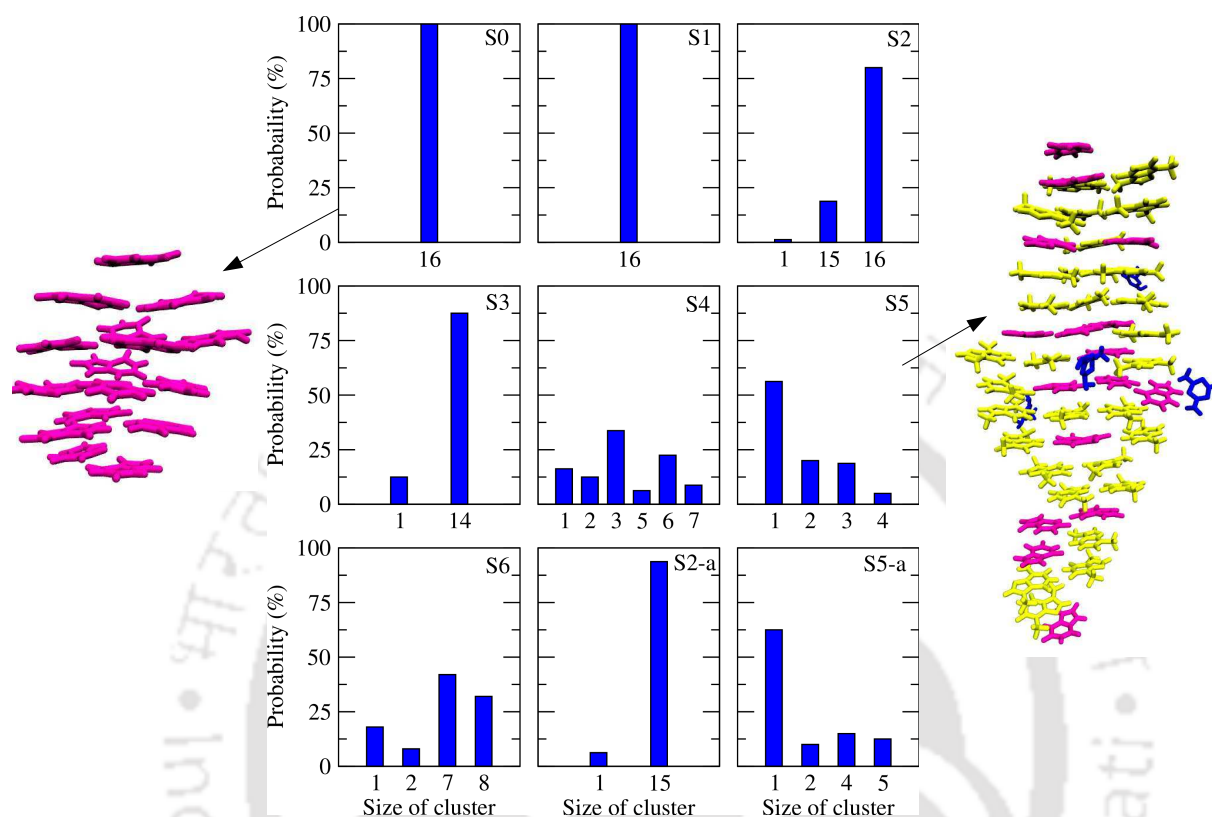 Probabaility (%)
100
75
50
25
0
S0
16
S1
16
S2
1 15 16
Probability (%)
100
75
50
25
0
S3
1 14
S4
1 2 3 5 6 7
S5
1 2 3 4
Probability (%)
100
75
50
25
0
S6
1 2 7 8
Size of cluster
S2-a
1 15
Size of cluster
S5-a
1 2 4 5
Size of cluster
ati